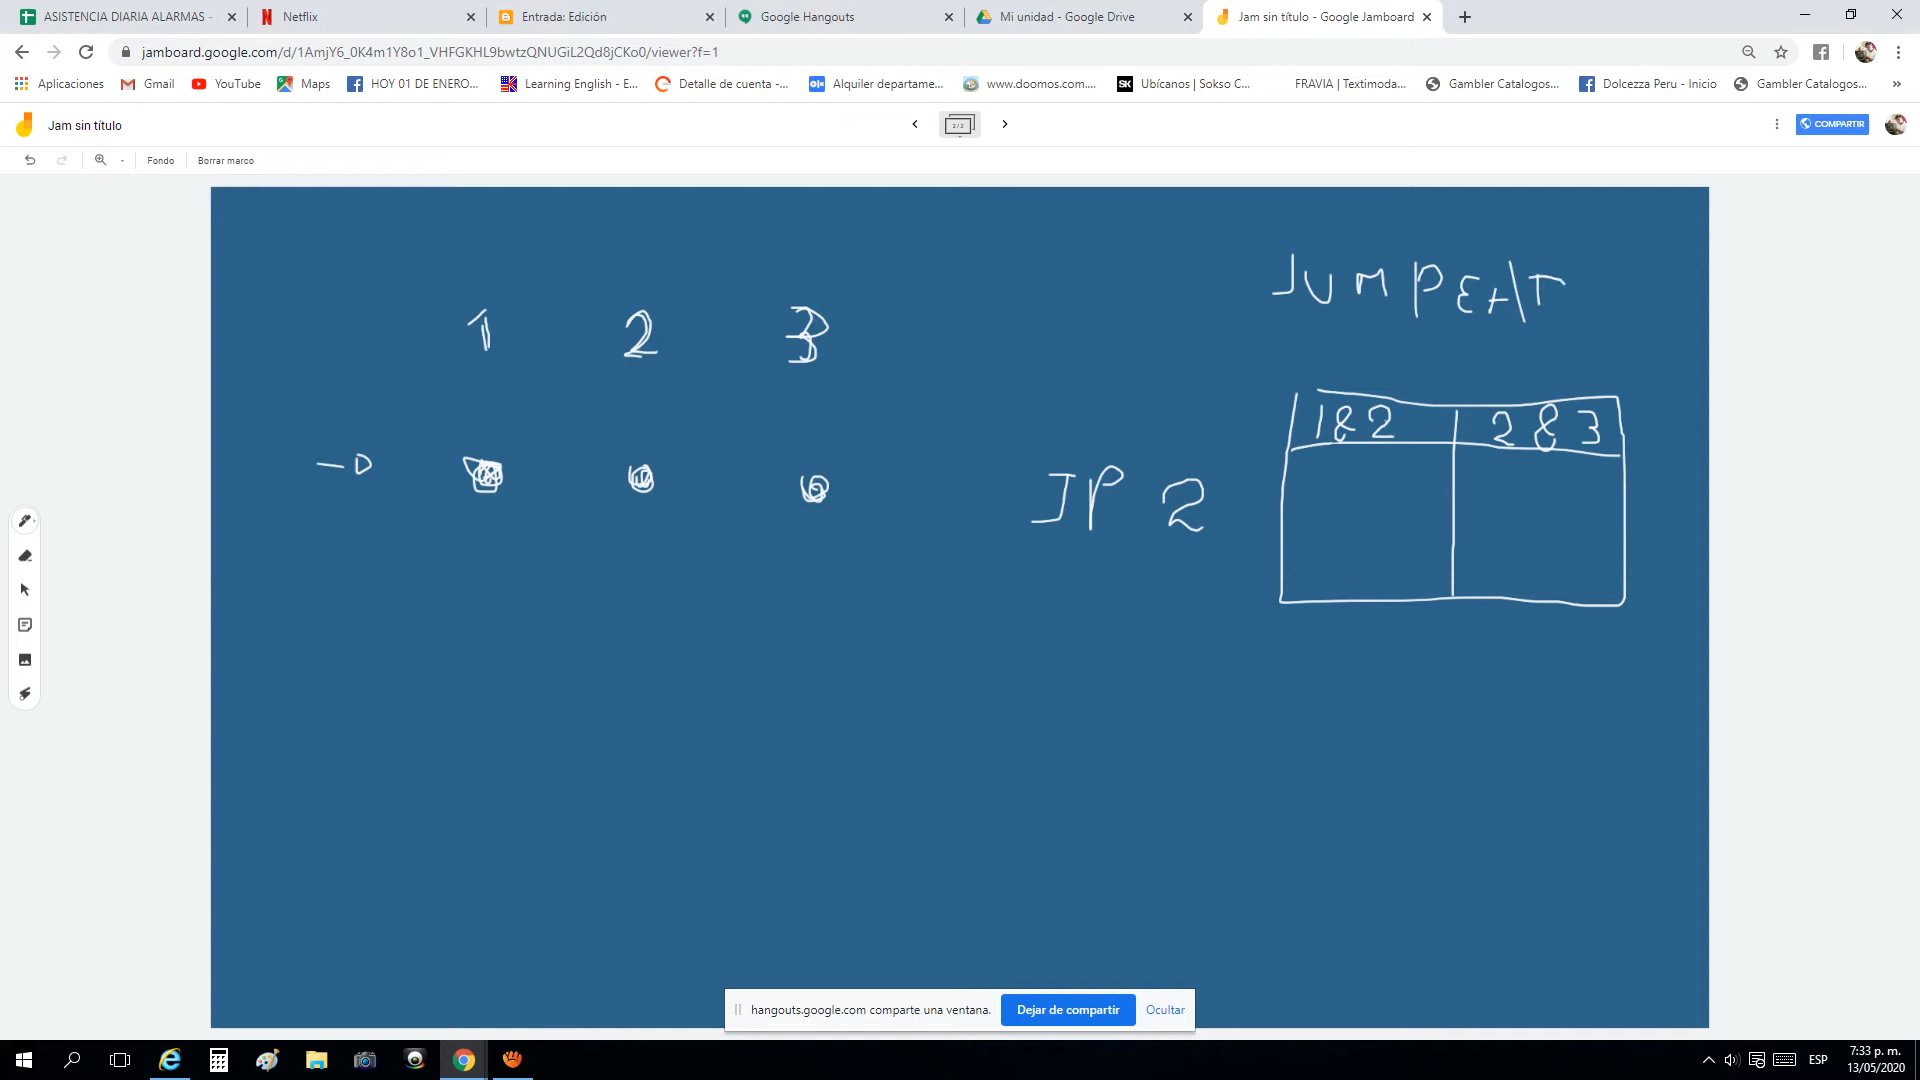 ASISTENCIA DIARIA ALARMAS -
Netflix
Entrada: Edición
Google Hangouts
Mi unidad - Google Drive
Jam sin título - Google Jamboard
jamboard.google.com/d/1AmjY6_0K4m1Y8o1_VHFGKHL9bwtzQNUGiL2Qd8jCKo0/viewer?f=1
Aplicaciones
Gmail
YouTube
Maps
HOY 01 DE ENERO...
Learning English - E...
Detalle de cuenta -...
Alquiler departame...
www.doomos.com....
SK
Ubícanos | Sokso C...
FRAVIA | Textimoda...
Gambler Catalogos...
Dolcezza Peru - Inicio
Gambler Catalogos...
Jam sin título
2 / 2
COMPARTIR
Fondo
Borrar marco
1 2 3
1 & 2 2 & 3
JP 2
hangouts.google.com comparte una ventana.
Dejar de compartir
Ocultar
ESP
7:33 p. m.
13/05/2020